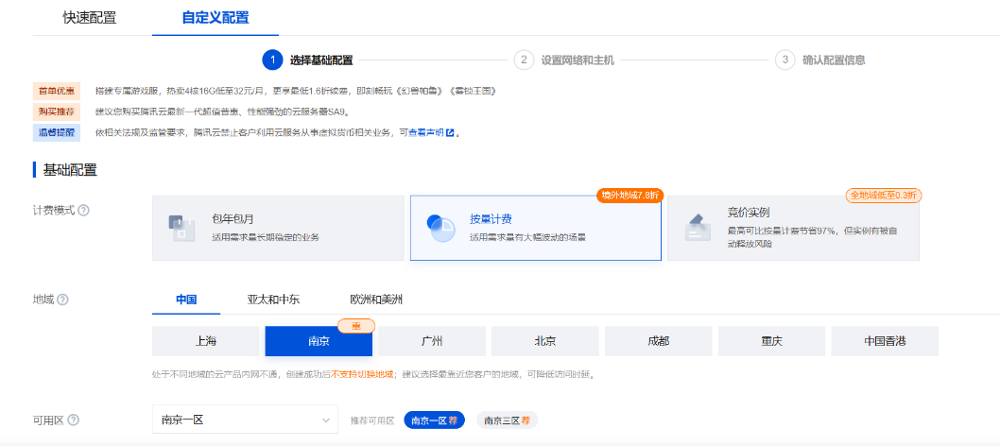 快速配置 自定义配置
1 选择基础配置 2 设置网络和主机 3 确认配置信息
首单优惠 搭建专属游戏服，热卖4核16G低至32元/月，更享最低1.6折续费，即刻畅玩《幻兽帕鲁》《雾锁王国》
购买推荐 建议您购买腾讯云最新一代超值普惠、性能强劲的云服务器SA9。
温馨提醒 依相关法规及监管要求，腾讯云禁止客户利用云服务从事虚拟货币相关业务，可查看声明。
基础配置
境外地域7.8折 全地域低至0.3折
计费模式 包年包月 按量计费 竞价实例
适用需求量长期稳定的业务 适用需求量有大幅波动的场景 最高可比按量计费节省97%，但实例有被自
动释放风险
地域 中国 亚太和中东 欧洲和美洲
惠
上海 南京 广州 北京 成都 重庆 中国香港
处于不同地域的云产品内网不通，创建成功后不支持切换地域；建议选择最靠近您客户的地域，可降低访问时延。
可用区 南京一区 推荐可用区 南京一区荐 南京三区荐